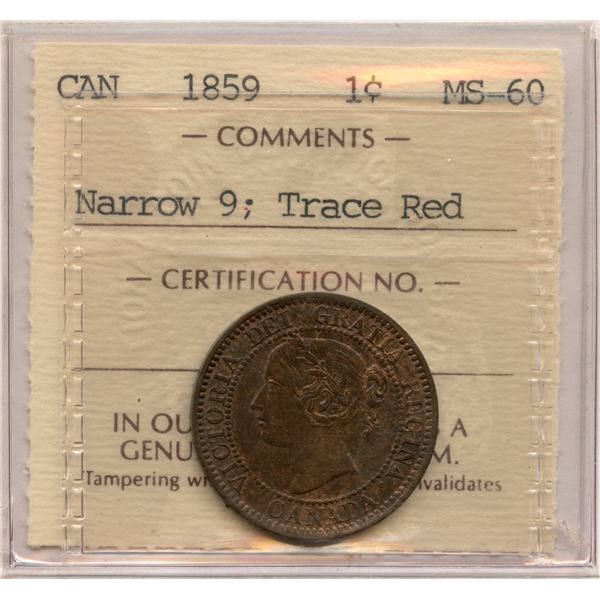 CAN 1859 1¢ MS-60
— COMMENTS —
Narrow 9; Trace Red
— CERTIFICATION NO. —
VICTORIA DEI GRATIA REGINA.
CANADA
IN OU A
GENU M.
Tampering w validates